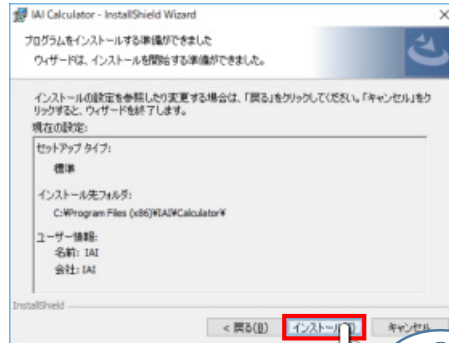 IAI Calculator - InstallShield Wizard
プログラムをインストールする準備ができました
ウィザードは、インストールを開始する準備ができました。
インストールの設定を参照したり変更する場合は、「戻る」をクリックしてください。「キャンセル」をク
リックすると、ウィザードを終了します。
現在の設定:
セットアップ タイプ:
標準
インストール先フォルダ:
C:¥Program Files (x86)¥IAI¥Calculator¥
ユーザー情報:
名前: IAI
会社: IAI
InstallShield
< 戻る(B) インストール キャンセル